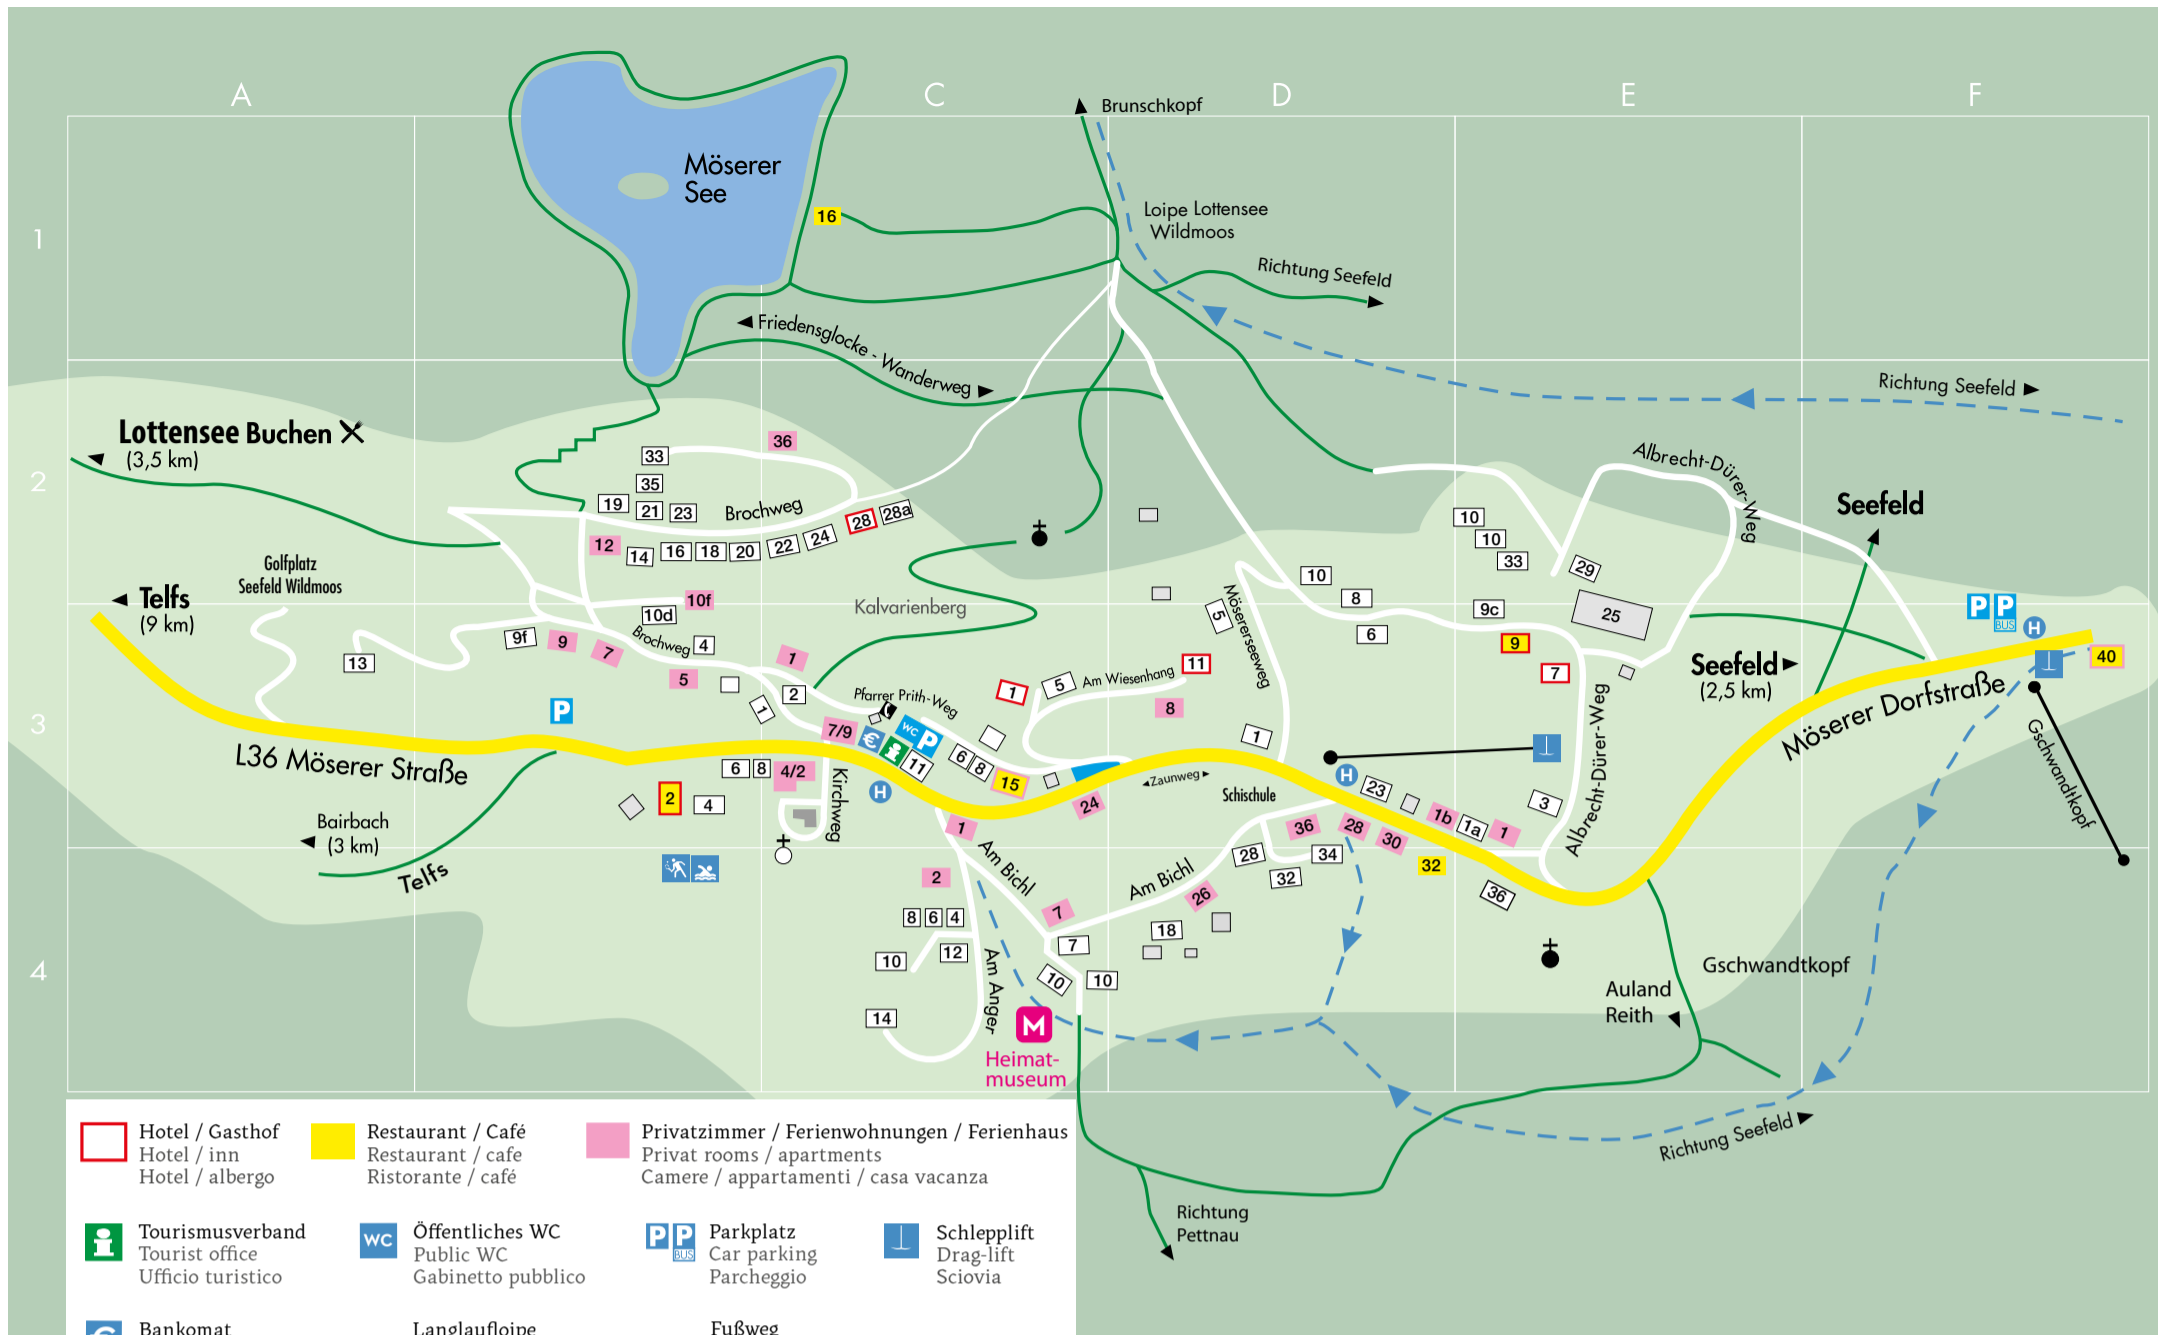 A
C
D
E
F
1
2
3
4
Brunschkopf
Möserer
See
16
Loipe Lottensee
Wildmoos
Richtung Seefeld
Friedensglocke - Wanderweg
Richtung Seefeld
Lottensee Buchen
(3,5 km)
36
33
35
19
21
23
Brochweg
28
28a
12
14
16
18
20
22
24
Albrecht-Dürer-Weg
Seefeld
10
10
33
29
10
8
6
9c
25
9
7
Golfplatz
Seefeld Wildmoos
Telfs
(9 km)
13
10f
10d
9f
9
7
Brochweg
4
5
1
2
1
Kalvarienberg
Pfarrer Prith-Weg
1
5
Am Wiesenhang
11
8
5
Mösererseeweg
1
P
P
BUS
H
40
Seefeld
(2,5 km)
Möserer Dorfstraße
Gschwandtkopf
P
L36 Möserer Straße
7/9
€
WC
P
11
6
8
15
H
6
8
4/2
2
4
Kirchweg
24
Zaunweg
Schischule
H
23
1b
1a
1
3
Albrecht-Dürer-Weg
Bairbach
(3 km)
Telfs
1
Am Bichl
2
36
28
30
32
28
34
32
36
Am Bichl
26
7
8
6
4
12
10
14
Am Anger
7
10
10
18
M
Heimat-
museum
Auland
Reith
Gschwandtkopf
Richtung Seefeld
Richtung
Pettnau
Hotel / Gasthof
Hotel / inn
Hotel / albergo
Restaurant / Café
Restaurant / cafe
Ristorante / café
Privatzimmer / Ferienwohnungen / Ferienhaus
Privat rooms / apartments
Camere / appartamenti / casa vacanza
Tourismusverband
Tourist office
Ufficio turistico
WC
Öffentliches WC
Public WC
Gabinetto pubblico
P
P
BUS
Parkplatz
Car parking
Parcheggio
Schlepplift
Drag-lift
Sciovia
€
Bankomat
Langlaufloipe
Fußweg